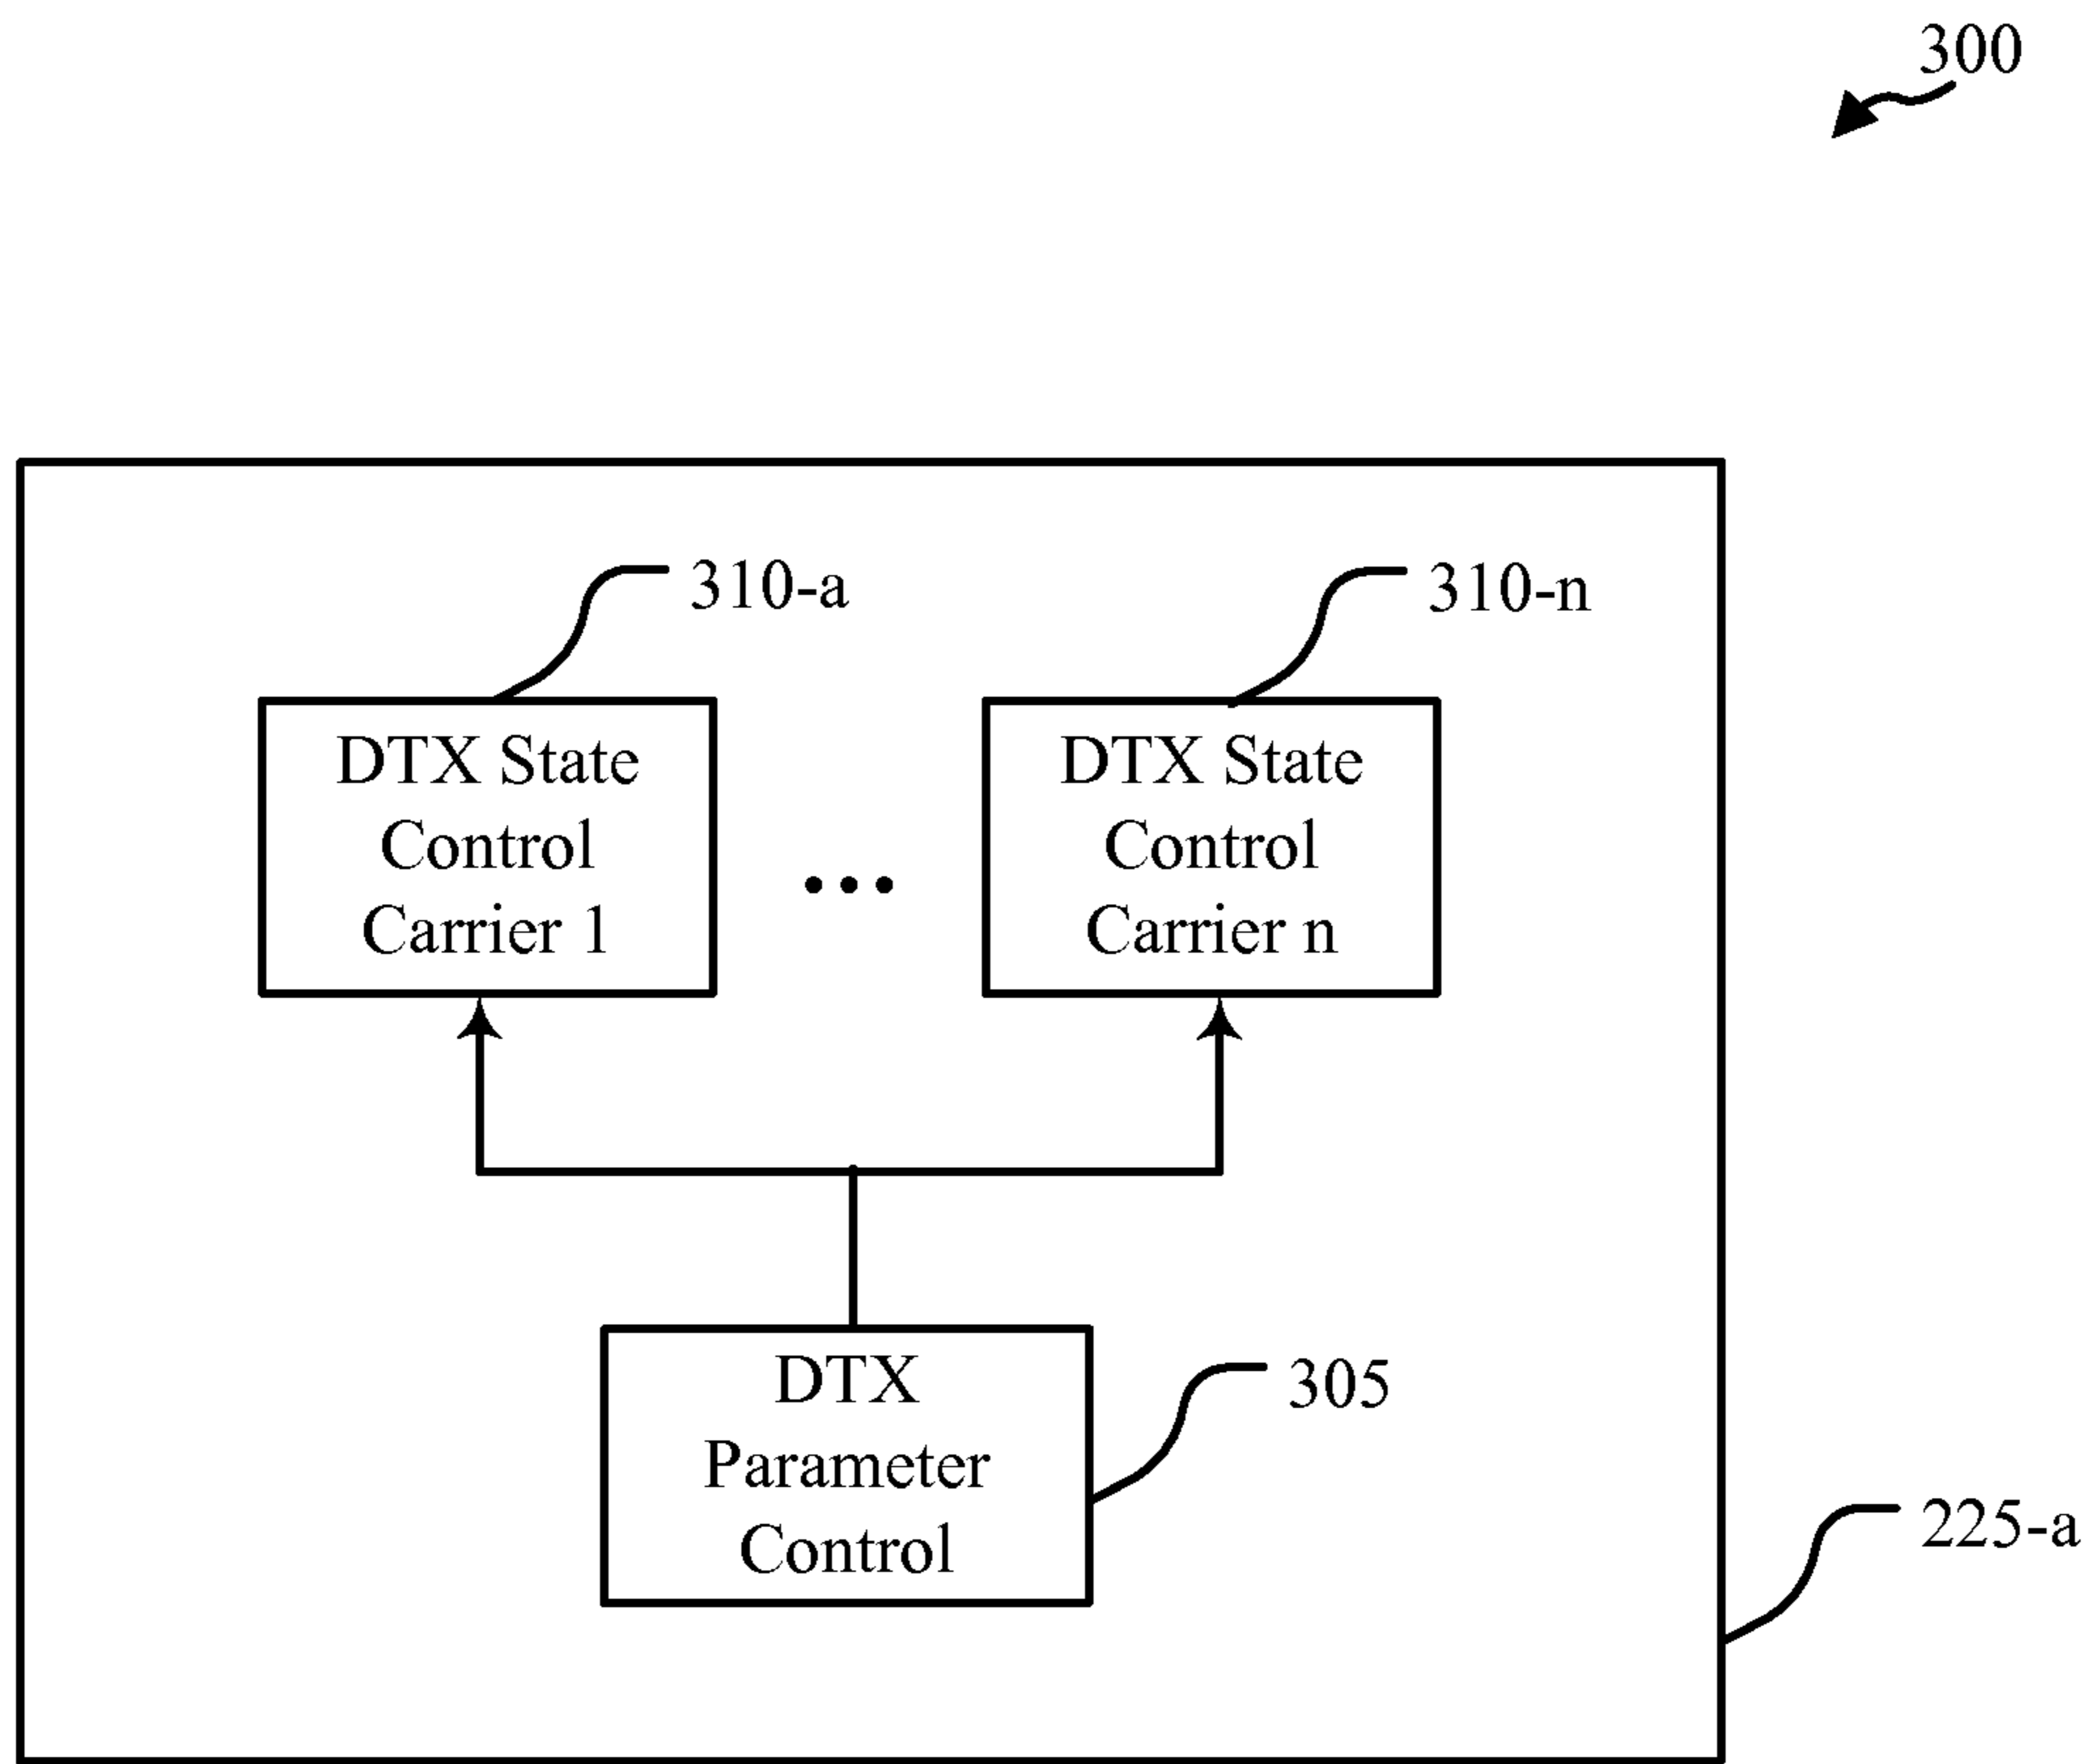 300
310-a
310-n
DTX State
Control
Carrier 1
DTX State
Control
Carrier n
DTX
Parameter
Control
305
225-a